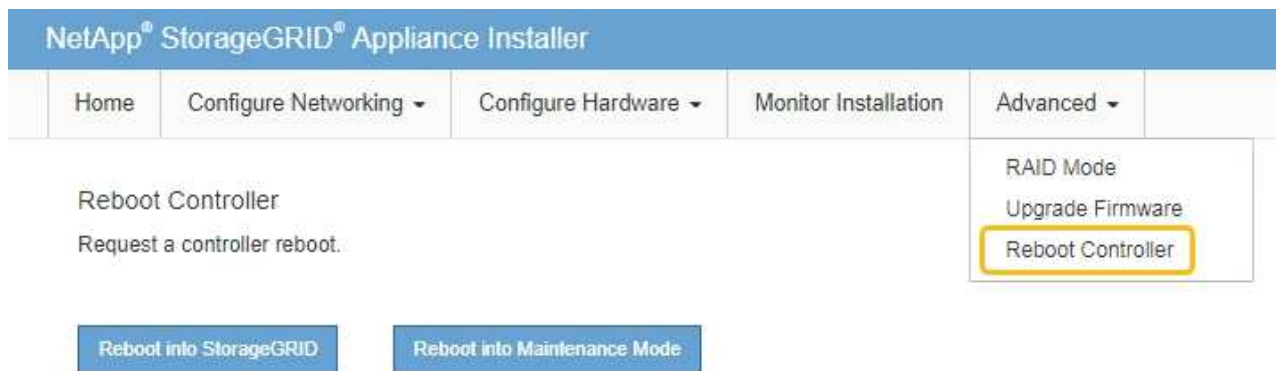 NetApp® StorageGRID® Appliance Installer
Home Configure Networking Configure Hardware Monitor Installation Advanced
RAID Mode
Upgrade Firmware
Reboot Controller
Reboot Controller
Request a controller reboot.
Reboot into StorageGRID Reboot into Maintenance Mode